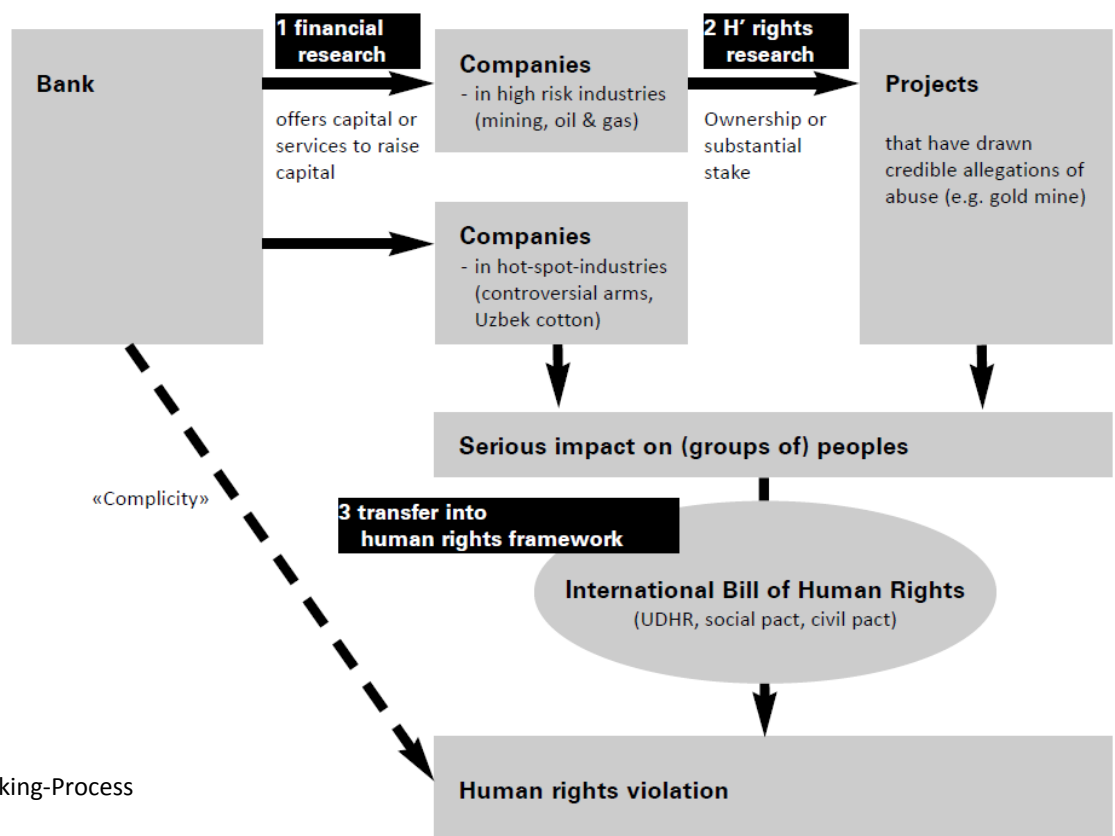 1 financial
research
2 H' rights
research
Bank
Companies
- in high risk industries
(mining, oil & gas)
Projects
offers capital or
services to raise
capital
Ownership or
substantial
stake
that have drawn
credible allegations of
abuse (e.g. gold mine)
Companies
- in hot-spot-industries
(controversial arms,
Uzbek cotton)
Serious impact on (groups of) peoples
«Complicity»
3 transfer into
human rights framework
International Bill of Human Rights
(UDHR, social pact, civil pact)
king-Process
Human rights violation